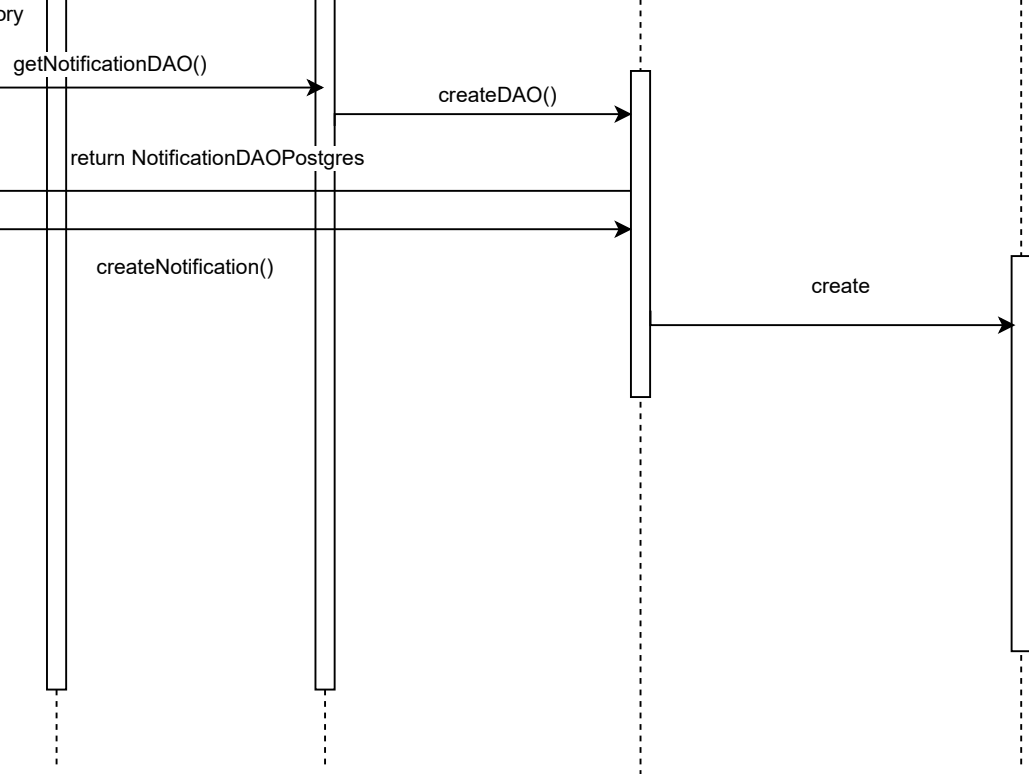 ory
getNotificationDAO()
createDAO()
return NotificationDAOPostgres
createNotification()
create